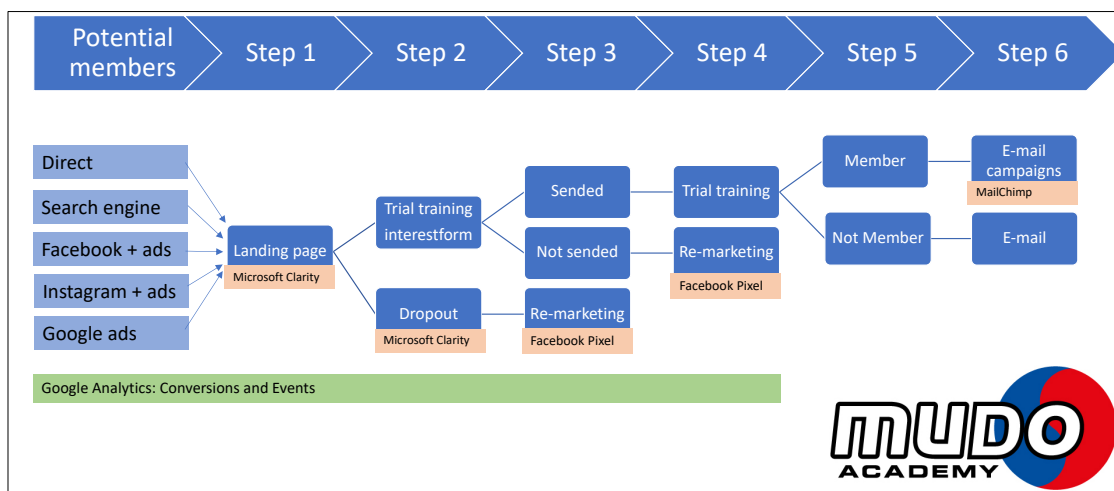 Potential
members
Step 1
Step 2
Step 3
Step 4
Step 5
Step 6
Direct
Search engine
Facebook + ads
Instagram + ads
Google ads
Landing page
Microsoft Clarity
Trial training
interestform
Dropout
Microsoft Clarity
Sended
Not sended
Re-marketing
Facebook Pixel
Trial training
Re-marketing
Facebook Pixel
Member
Not Member
E-mail
campaigns
MailChimp
E-mail
Google Analytics: Conversions and Events
MUDO
ACADEMY